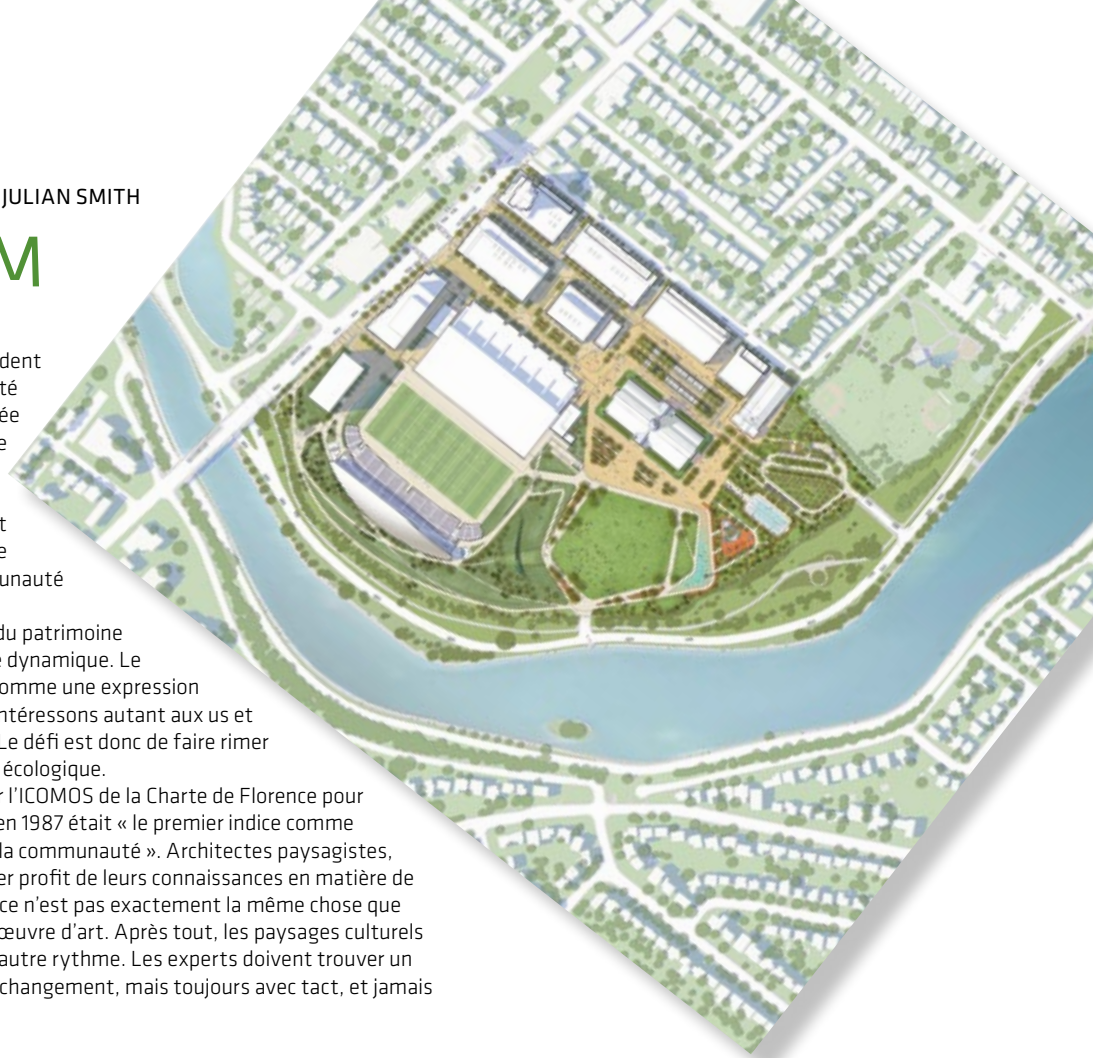 JULIAN SMITH
M
dent
té
ée
e
t
e
unauté
du patrimoine
e dynamique. Le
omme une expression
ntéressons autant aux us et
Le défi est donc de faire rimer
écologique.
r l'ICOMOS de la Charte de Florence pour
en 1987 était « le premier indice comme
la communauté ». Architectes paysagistes,
er profit de leurs connaissances en matière de
ce n'est pas exactement la même chose que
œuvre d'art. Après tout, les paysages culturels
autre rythme. Les experts doivent trouver un
changement, mais toujours avec tact, et jamais